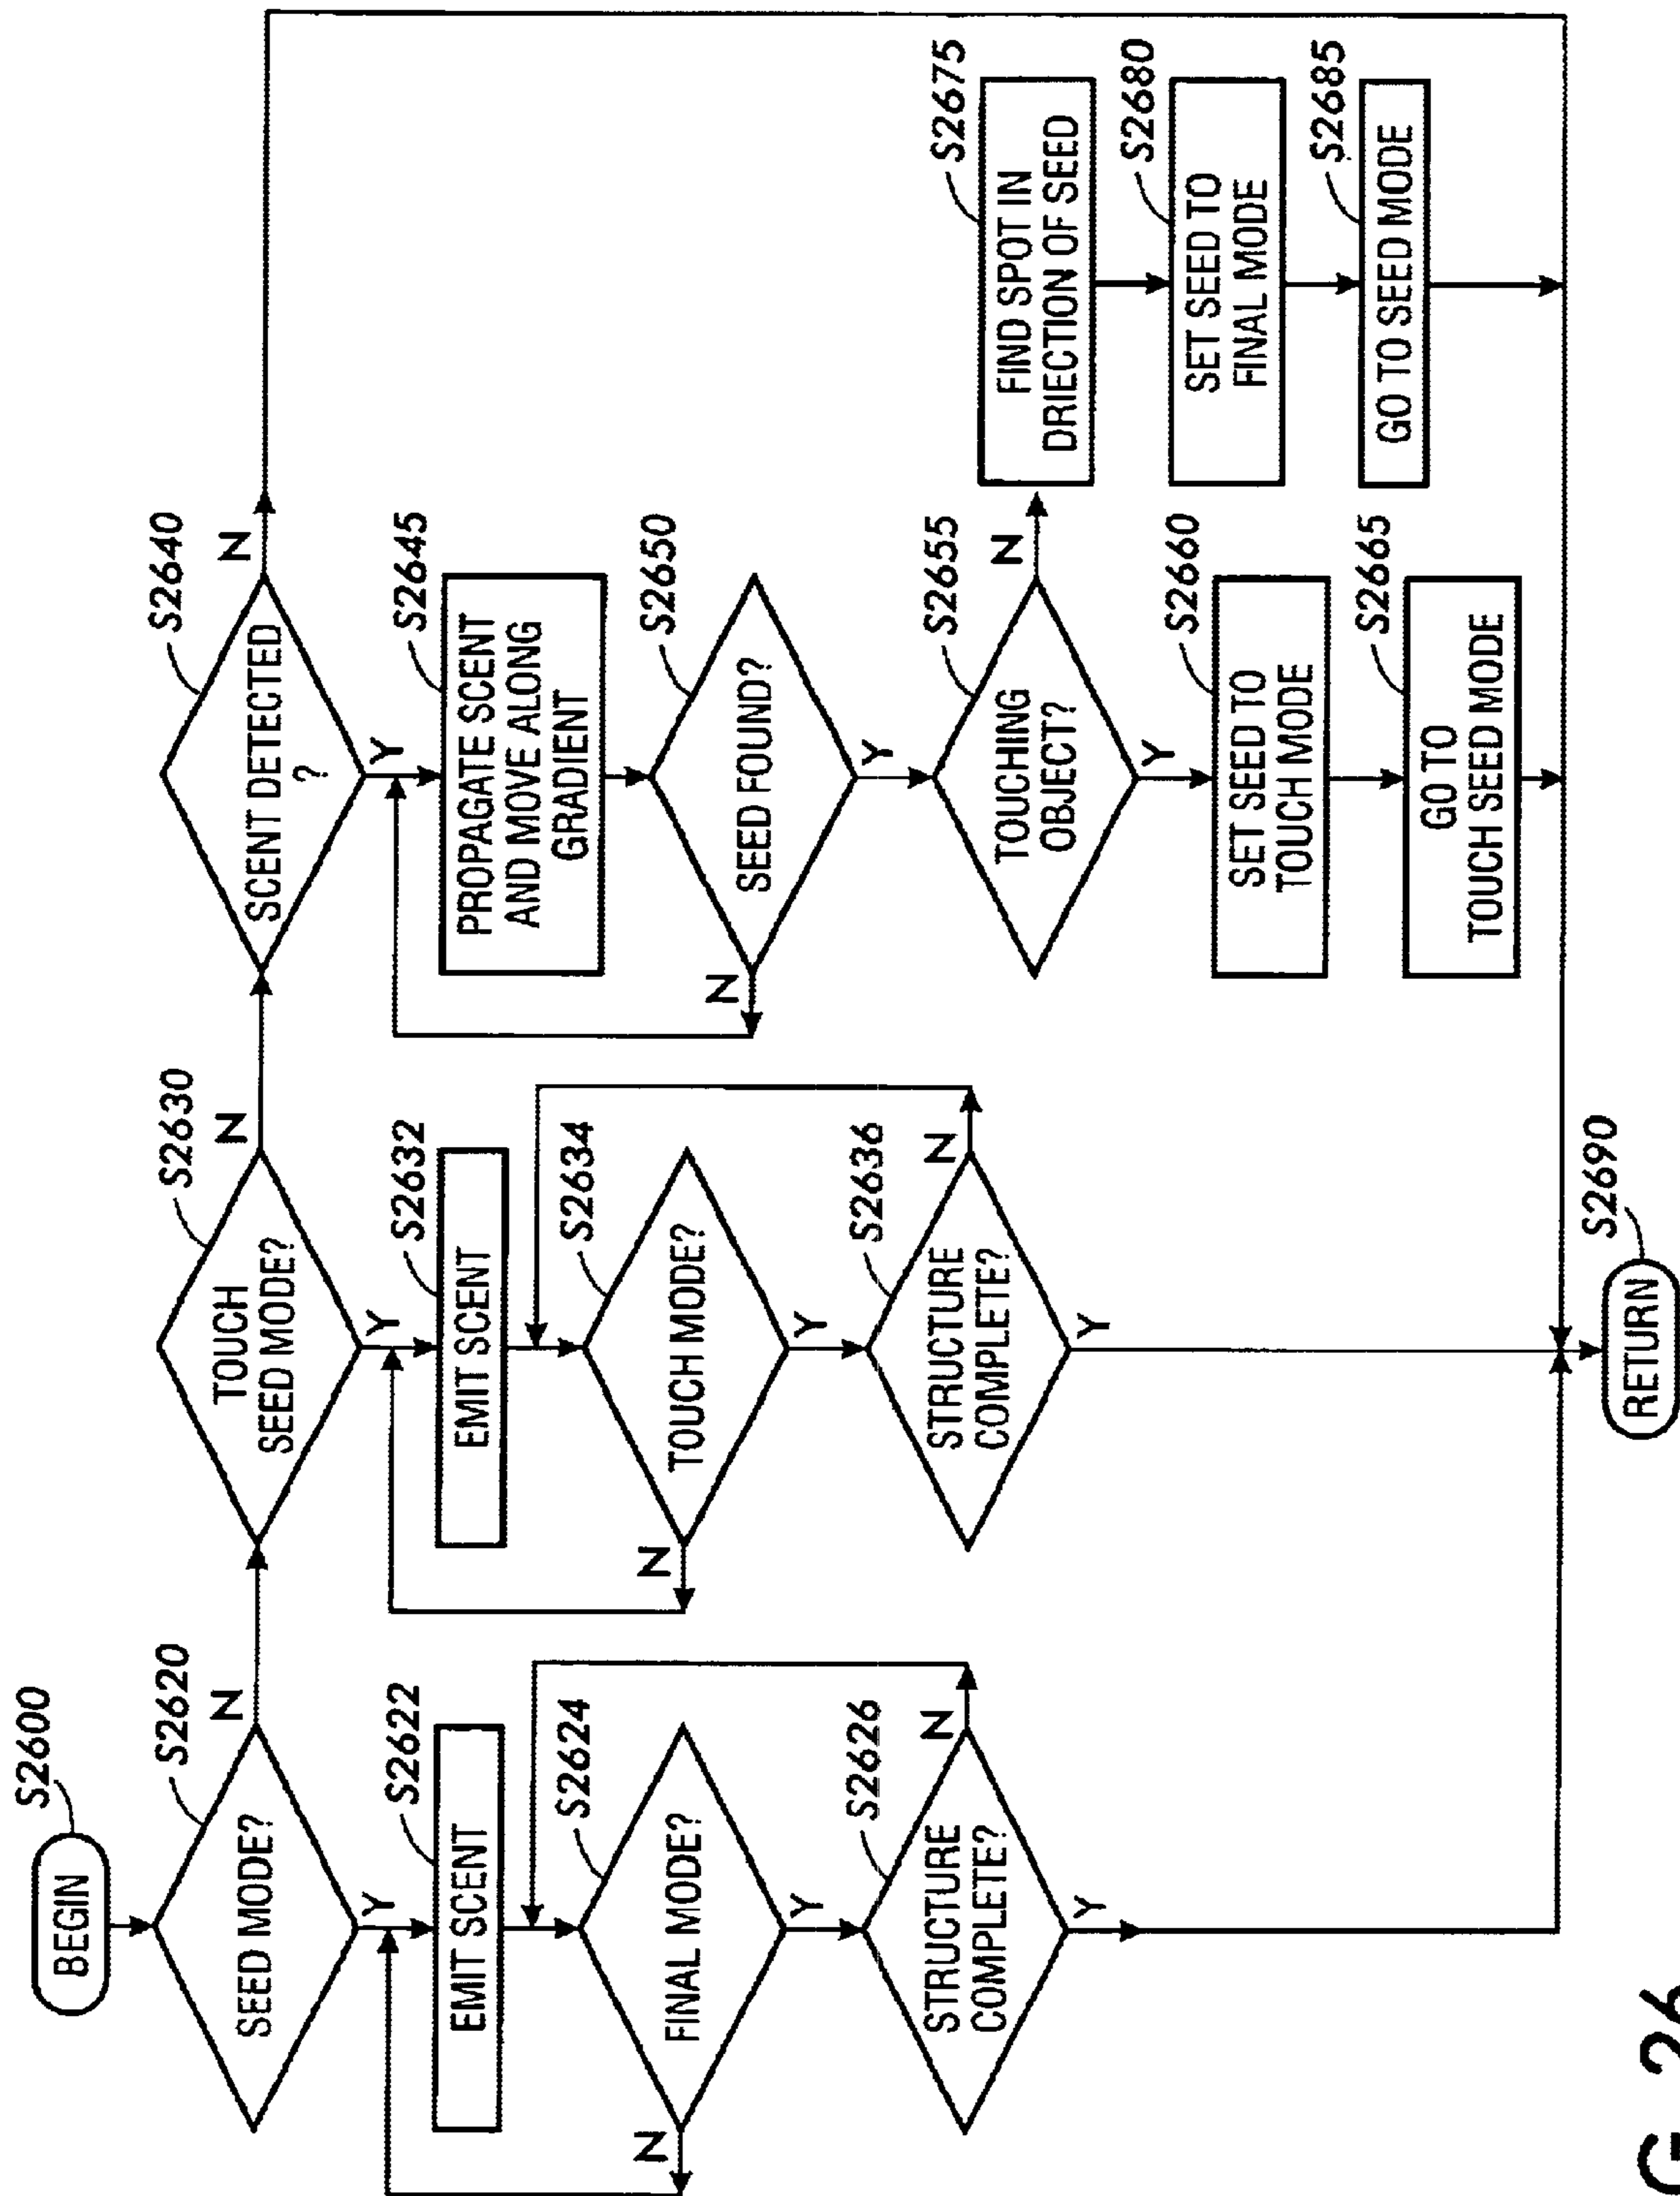 BEGIN
S2600
SEED MODE?
S2620
N
Y
EMIT SCENT
S2622
FINAL MODE?
S2624
N
Y
STRUCTURE
COMPLETE?
S2626
N
Y
TOUCH
SEED MODE?
S2630
N
Y
EMIT SCENT
S2632
TOUCH MODE?
S2634
N
Y
STRUCTURE
COMPLETE?
S2636
N
Y
SCENT DETECTED
?
S2640
N
Y
PROPAGATE SCENT
AND MOVE ALONG
GRADIENT
S2645
SEED FOUND?
S2650
N
Y
TOUCHING
OBJECT?
S2655
N
Y
SET SEED TO
TOUCH MODE
S2660
GO TO
TOUCH SEED MODE
S2665
FIND SPOT IN
DRIECTION OF SEED
S2675
SET SEED TO
FINAL MODE
S2680
GO TO SEED MODE
S2685
RETURN
S2690
G. 26